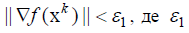 ||∇f(x^k)|| < ε₁, де ε₁